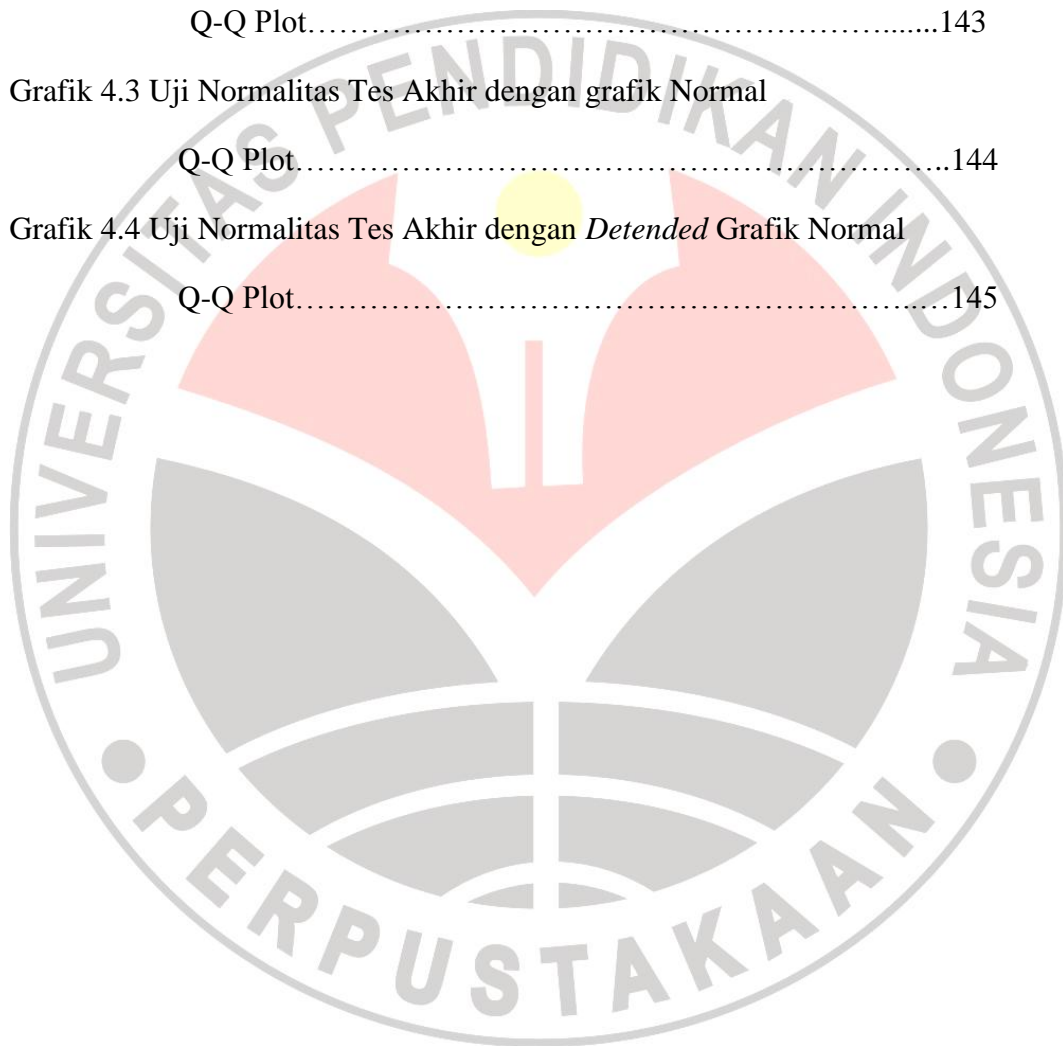 Q-Q Plot……………………………………………….......143
Grafik 4.3 Uji Normalitas Tes Akhir dengan grafik Normal
Q-Q Plot……………………………………………………..144
Grafik 4.4 Uji Normalitas Tes Akhir dengan Detended Grafik Normal
Q-Q Plot………………………………………………….…145
UNIVERSITAS PENDIDIKAN INDONESIA
PERPUSTAKAAN